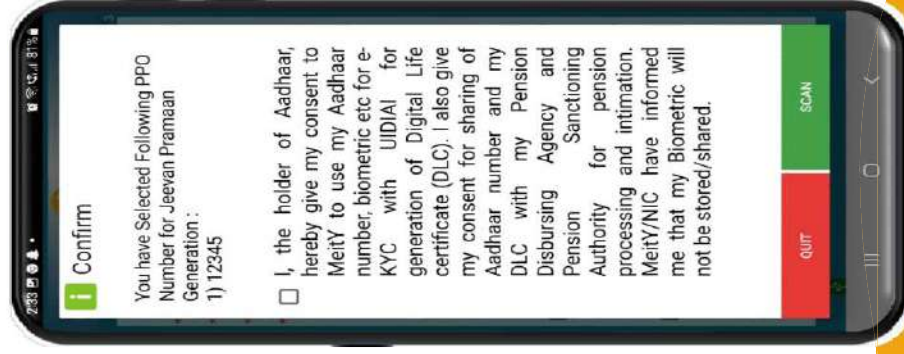 2:33
81%
i Confirm
You have Selected Following PPO
Number for Jeevan Pramaan
Generation :
1) 12345
I, the holder of Aadhaar,
hereby give my consent to
MeitY to use my Aadhaar
number, biometric etc for e-
KYC with UIDIAI for
generation of Digital Life
certificate (DLC). I also give
my consent for sharing of
Aadhaar number and my
DLC with my Pension
Disbursing Agency and
Pension Sanctioning
Authority for pension
processing and intimation.
MeitY/NIC have informed
me that my Biometric will
not be stored/shared.
QUIT
SCAN